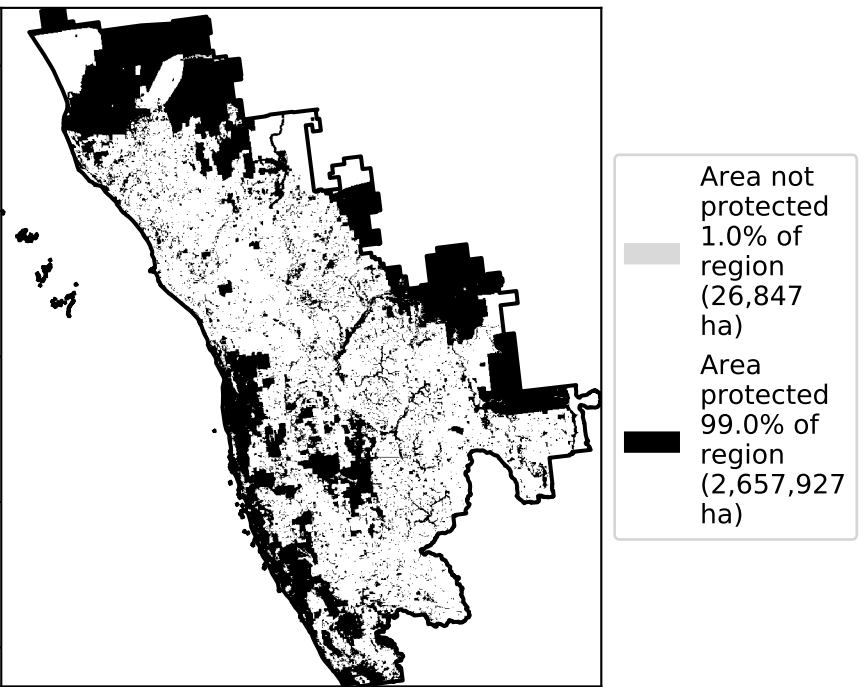 Area not
protected
1.0% of
region
(26,847
ha)
Area
protected
99.0% of
region
(2,657,927
ha)